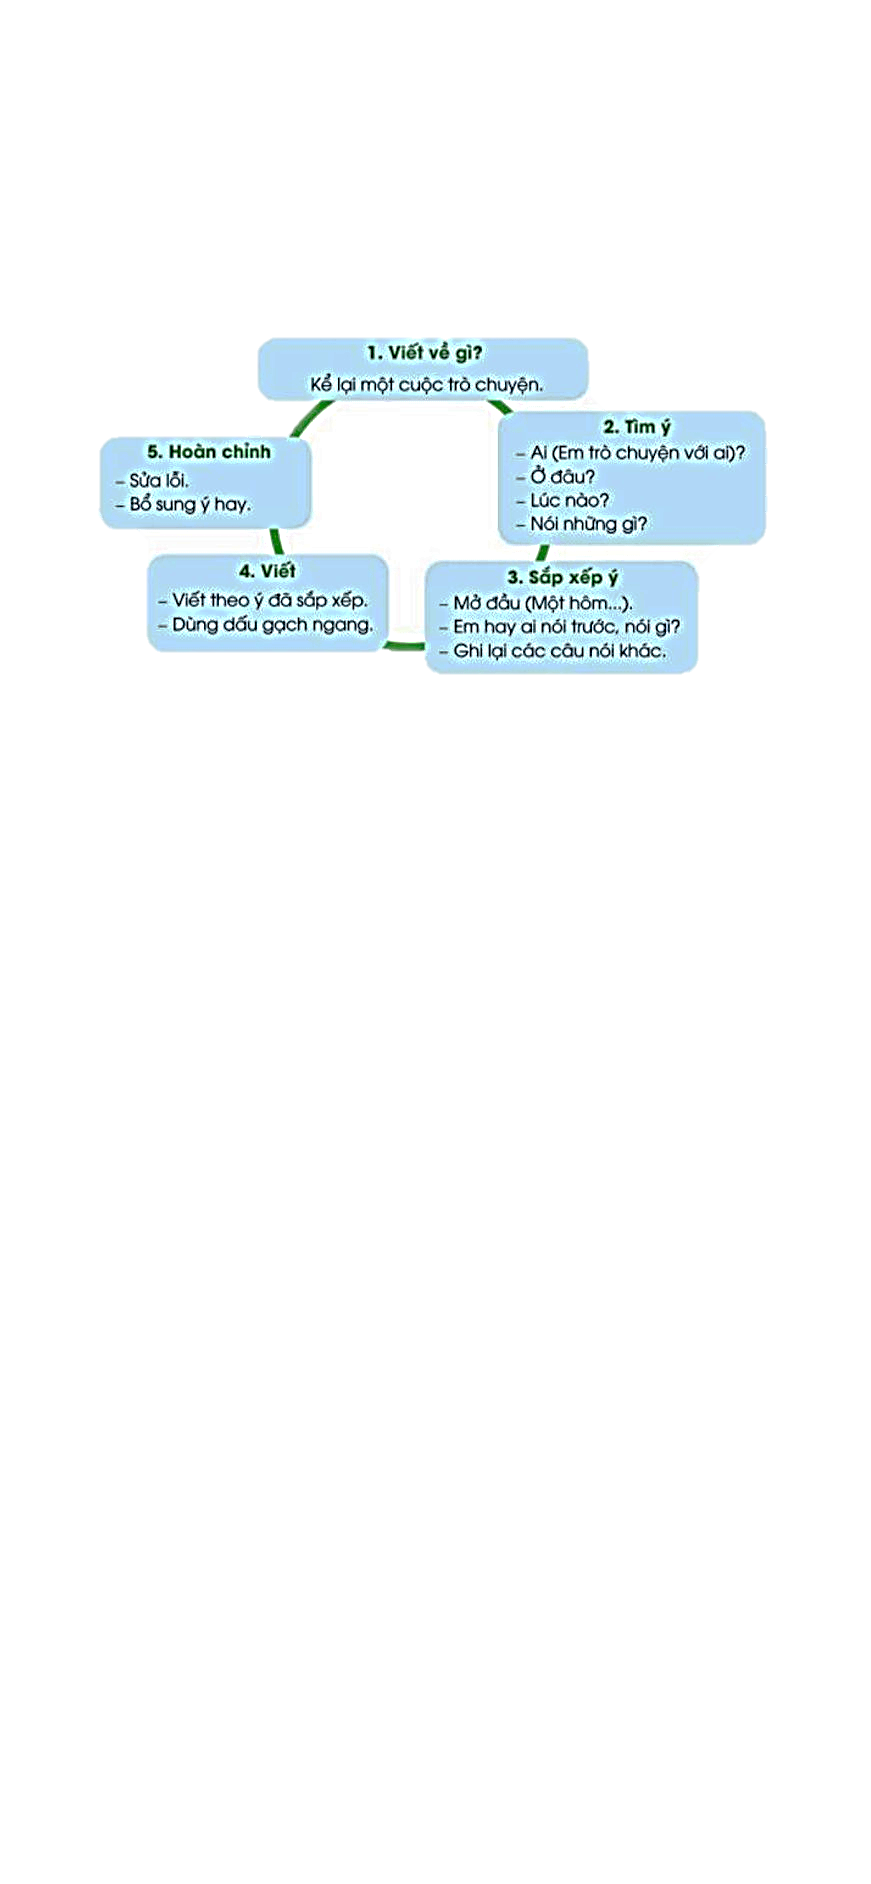 1. Viết về gì?
Kể lại một cuộc trò chuyện.
2. Tìm ý
– Ai (Em trò chuyện với ai)?
– Ở đâu?
– Lúc nào?
– Nói những gì?
3. Sắp xếp ý
– Mở đầu (Một hôm...).
– Em hay ai nói trước, nói gì?
– Ghi lại các câu nói khác.
4. Viết
– Viết theo ý đã sắp xếp.
– Dùng dấu gạch ngang.
5. Hoàn chỉnh
– Sửa lỗi.
– Bổ sung ý hay.